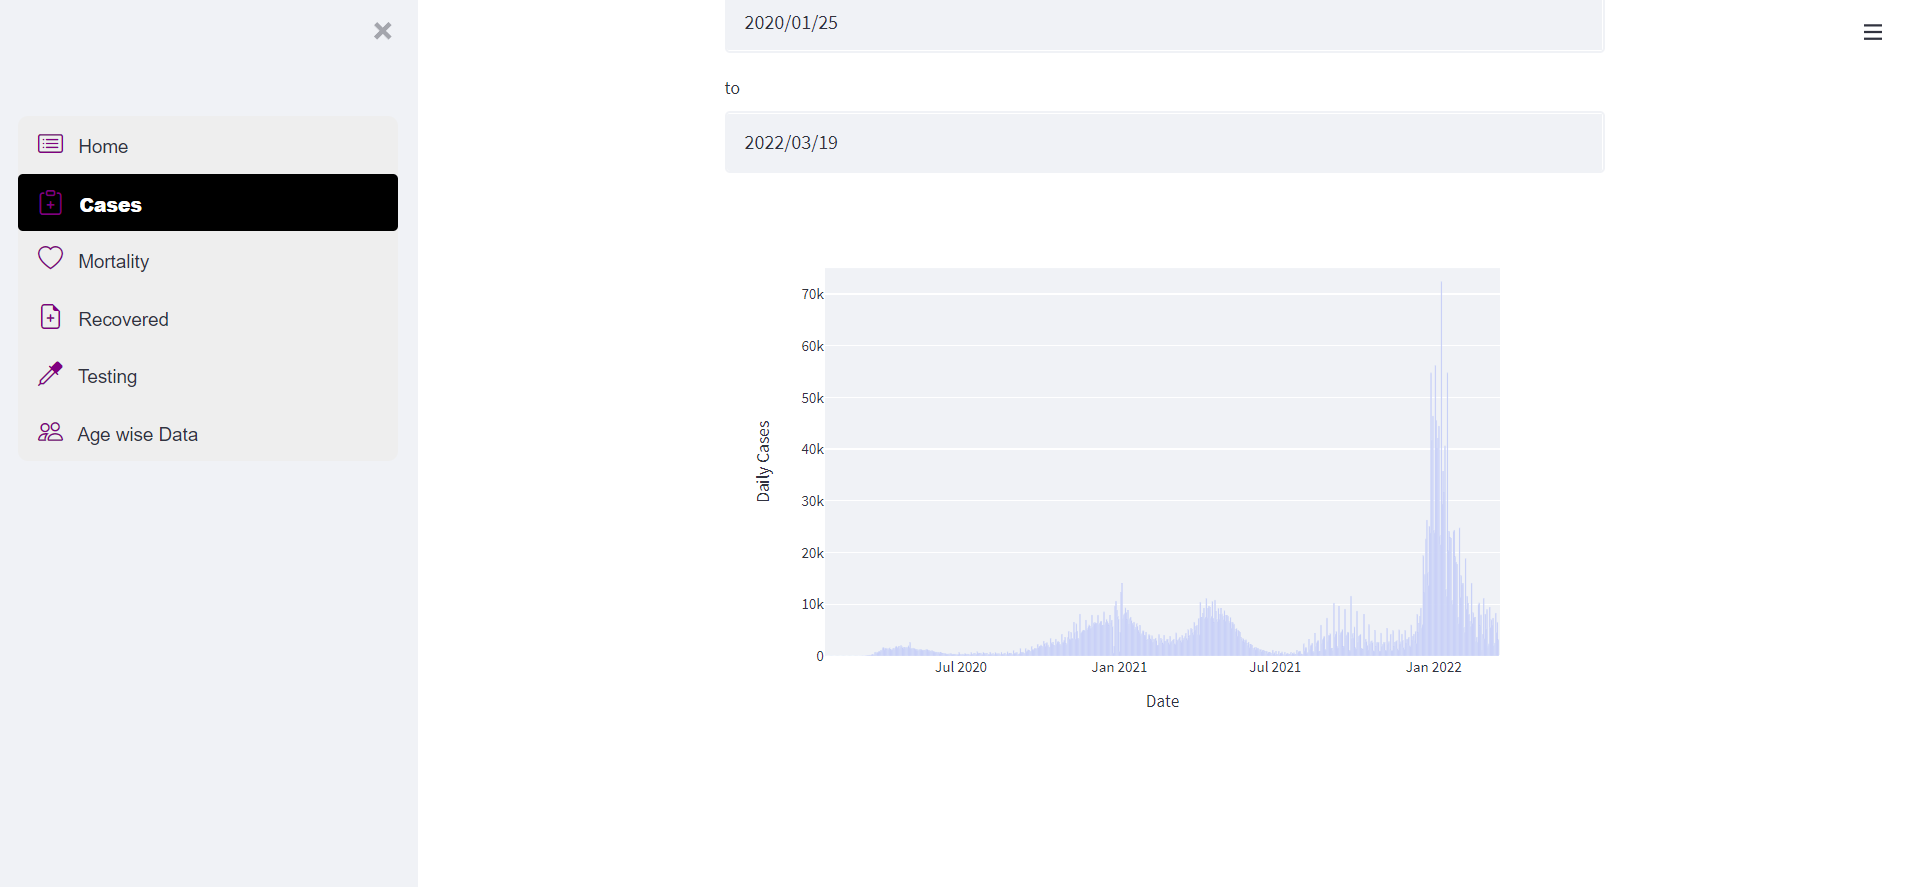 Home
Cases
Mortality
Recovered
Testing
Age wise Data
2020/01/25
to
2022/03/19
70k
60k
50k
40k
30k
20k
10k
0
Daily Cases
Jul 2020
Jan 2021
Jul 2021
Jan 2022
Date